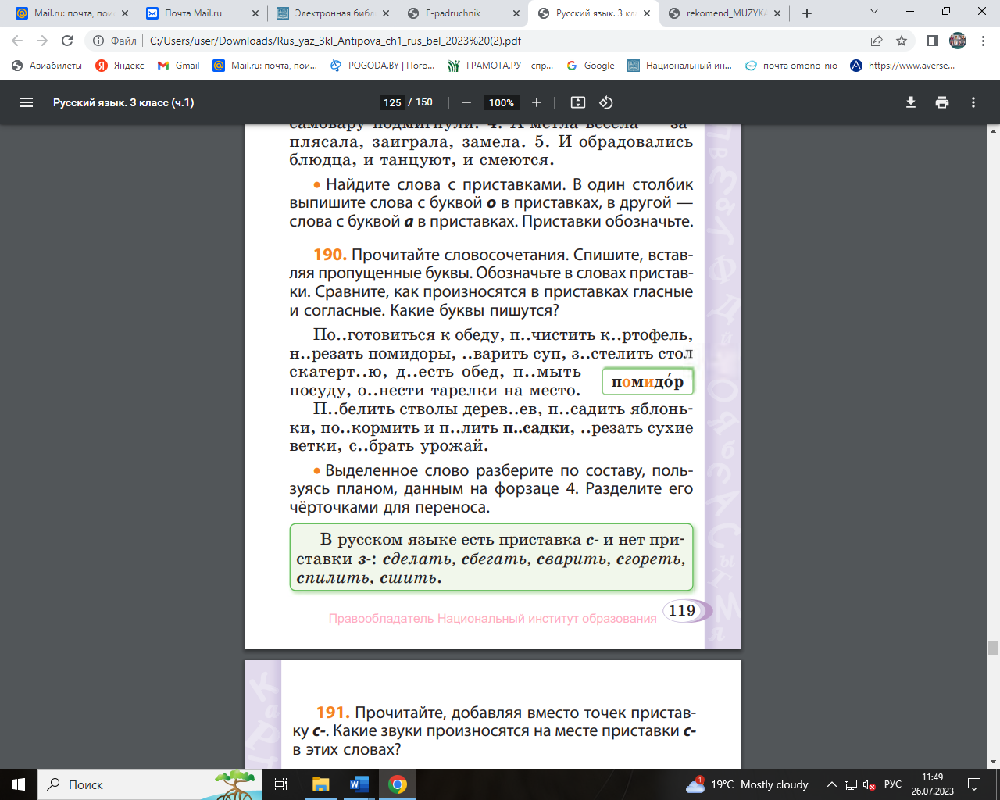 Mail.ru: почта, пои
Почта Mail.ru
Электронная библ
E-padruchnik
Русский язык. 3 кл
rekomend_MUZYKA
Файл
C:/Users/user/Downloads/Rus_yaz_3kl_Antipova_ch1_rus_bel_2023%20(2).pdf
Авиабилеты
Яндекс
Gmail
Mail.ru: почта, пои...
POGODA.BY | Пого...
ГРАМОТА.РУ – спр...
Google
Национальный ин...
почта omono_nio
https://www.averse...
Русский язык. 3 класс (ч.1)
125 / 150
100%
самовару подмигнули. 4. А метла весела — за-
плясала, заиграла, замела. 5. И обрадовались
блюдца, и танцуют, и смеются.
• Найдите слова с приставками. В один столбик
выпишите слова с буквой о в приставках, в другой —
слова с буквой а в приставках. Приставки обозначьте.
190. Прочитайте словосочетания. Спишите, встав-
ляя пропущенные буквы. Обозначьте в словах пристав-
ки. Сравните, как произносятся в приставках гласные
и согласные. Какие буквы пишутся?
По..готовиться к обеду, п..чистить к..ртофель,
н..резать помидоры, ..варить суп, з..стелить стол
скатерт..ю, д..есть обед, п..мыть
посуду, о..нести тарелки на место.
помидо́р
П..белить стволы дерев..ев, п..садить яблонь-
ки, по..кормить и п..лить п..садки, ..резать сухие
ветки, с..брать урожай.
• Выделенное слово разберите по составу, поль-
зуясь планом, данным на форзаце 4. Разделите его
чёрточками для переноса.
В русском языке есть приставка с- и нет при-
ставки з-: сделать, сбегать, сварить, сгореть,
спилить, сшить.
Правообладатель Национальный институт образования
119
191. Прочитайте, добавляя вместо точек пристав-
ку с-. Какие звуки произносятся на месте приставки с-
в этих словах?
Поиск
1
19°C Mostly cloudy
РУС
11:49
26.07.2023